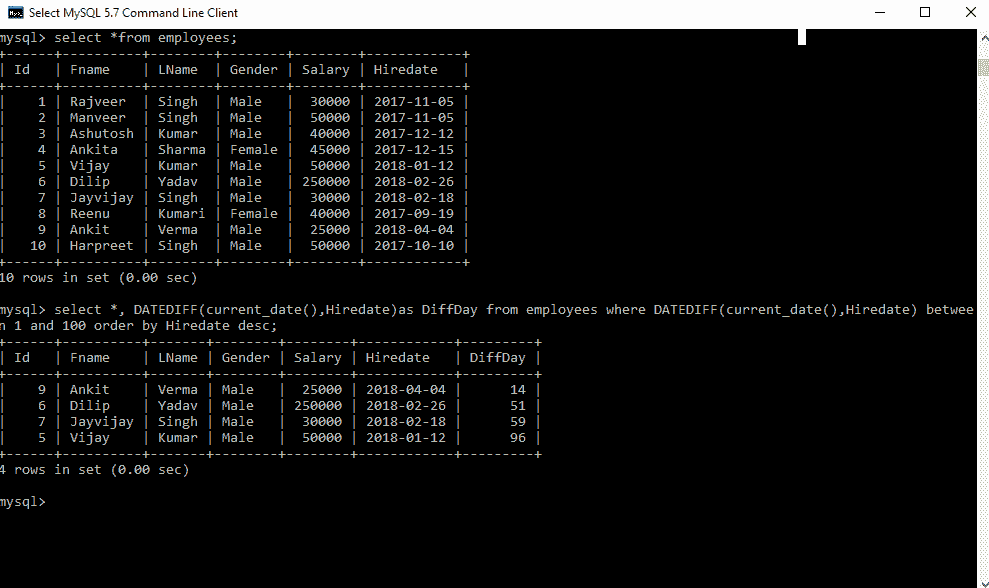 Select MySQL 5.7 Command Line Client
mysql> select *from employees;
+------+----------+--------+--------+--------+------------+
| Id   | Fname    | LName  | Gender | Salary | Hiredate   |
+------+----------+--------+--------+--------+------------+
|    1 | Rajveer  | Singh  | Male   |  30000 | 2017-11-05 |
|    2 | Manveer  | Singh  | Male   |  50000 | 2017-11-05 |
|    3 | Ashutosh | Kumar  | Male   |  40000 | 2017-12-12 |
|    4 | Ankita   | Sharma | Female |  45000 | 2017-12-15 |
|    5 | Vijay    | Kumar  | Male   |  50000 | 2018-01-12 |
|    6 | Dilip    | Yadav  | Male   | 250000 | 2018-02-26 |
|    7 | Jayvijay | Singh  | Male   |  30000 | 2018-02-18 |
|    8 | Reenu    | Kumari | Female |  40000 | 2017-09-19 |
|    9 | Ankit    | Verma  | Male   |  25000 | 2018-04-04 |
|   10 | Harpreet | Singh  | Male   |  50000 | 2017-10-10 |
+------+----------+--------+--------+--------+------------+
10 rows in set (0.00 sec)
mysql> select *, DATEDIFF(current_date(),Hiredate)as DiffDay from employees where DATEDIFF(current_date(),Hiredate) betwee
n 1 and 100 order by Hiredate desc;
+------+----------+-------+--------+--------+------------+---------+
| Id   | Fname    | LName | Gender | Salary | Hiredate   | DiffDay |
+------+----------+-------+--------+--------+------------+---------+
|    9 | Ankit    | Verma | Male   |  25000 | 2018-04-04 |      14 |
|    6 | Dilip    | Yadav | Male   | 250000 | 2018-02-26 |      51 |
|    7 | Jayvijay | Singh | Male   |  30000 | 2018-02-18 |      59 |
|    5 | Vijay    | Kumar | Male   |  50000 | 2018-01-12 |      96 |
+------+----------+-------+--------+--------+------------+---------+
4 rows in set (0.00 sec)
mysql>